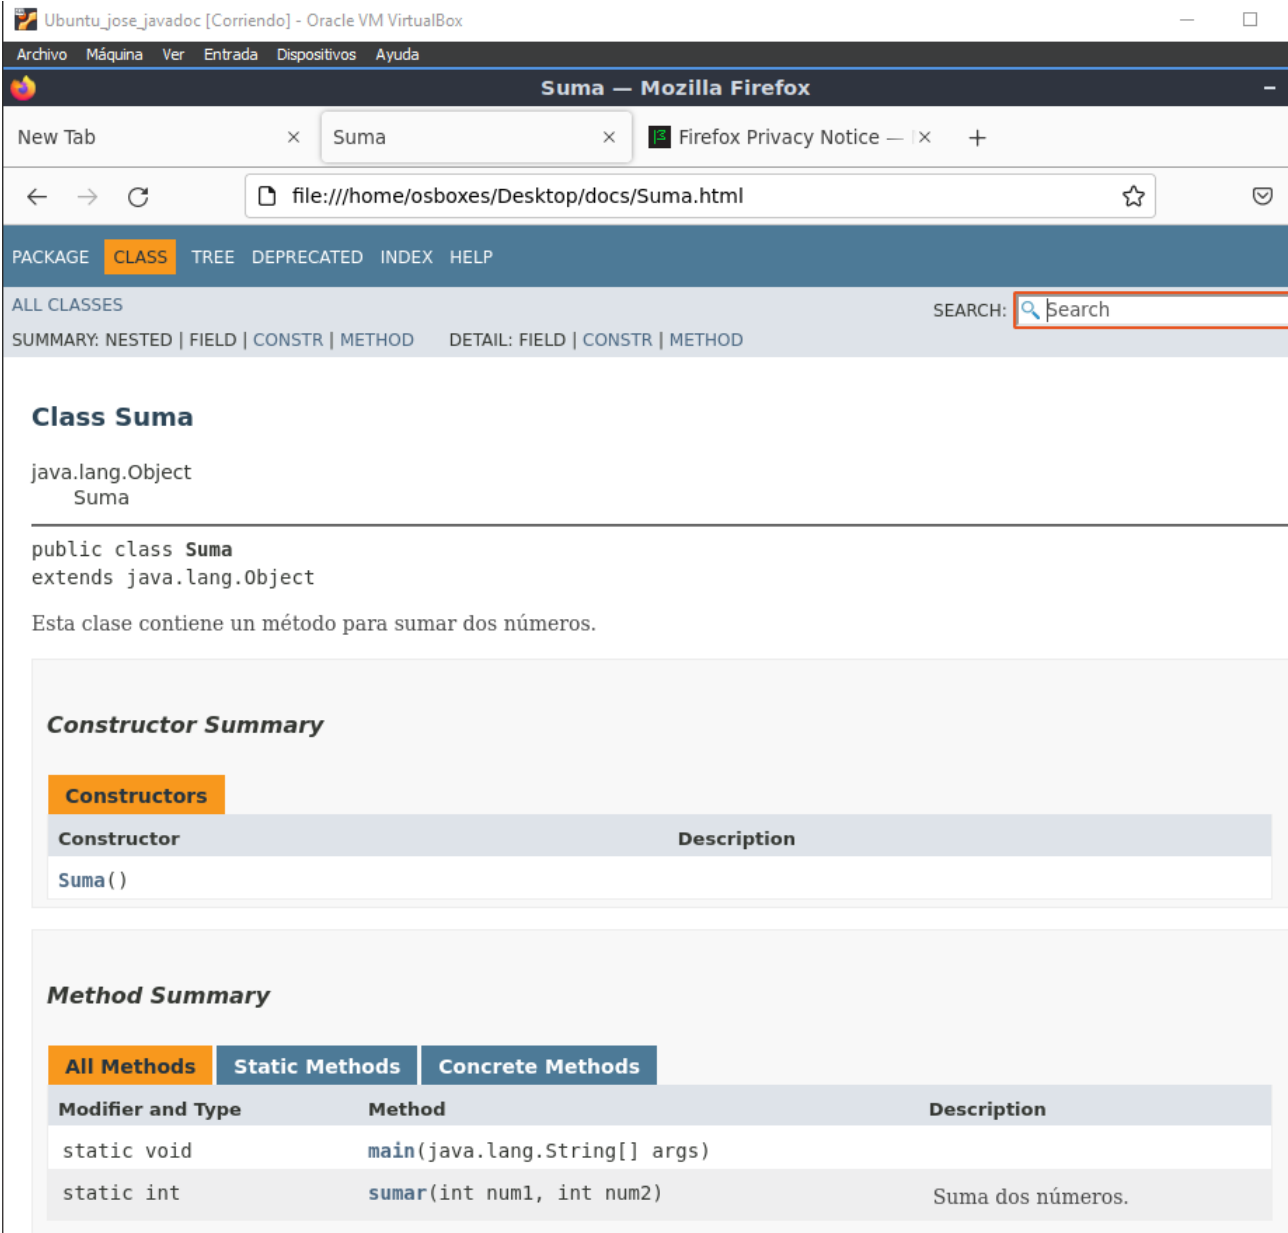 Ubuntu_jose_javadoc [Corriendo] - Oracle VM VirtualBox
Archivo Máquina Ver Entrada Dispositivos Ayuda
Suma — Mozilla Firefox
New Tab Suma Firefox Privacy Notice —
file:///home/osboxes/Desktop/docs/Suma.html
PACKAGE CLASS TREE DEPRECATED INDEX HELP
ALL CLASSES
SEARCH: Search
SUMMARY: NESTED | FIELD | CONSTR | METHOD DETAIL: FIELD | CONSTR | METHOD
Class Suma
java.lang.Object
Suma
public class Suma
extends java.lang.Object
Esta clase contiene un método para sumar dos números.
Constructor Summary
Constructors
Constructor Description
Suma()
Method Summary
All Methods Static Methods Concrete Methods
Modifier and Type Method Description
static void main(java.lang.String[] args)
static int sumar(int num1, int num2) Suma dos números.